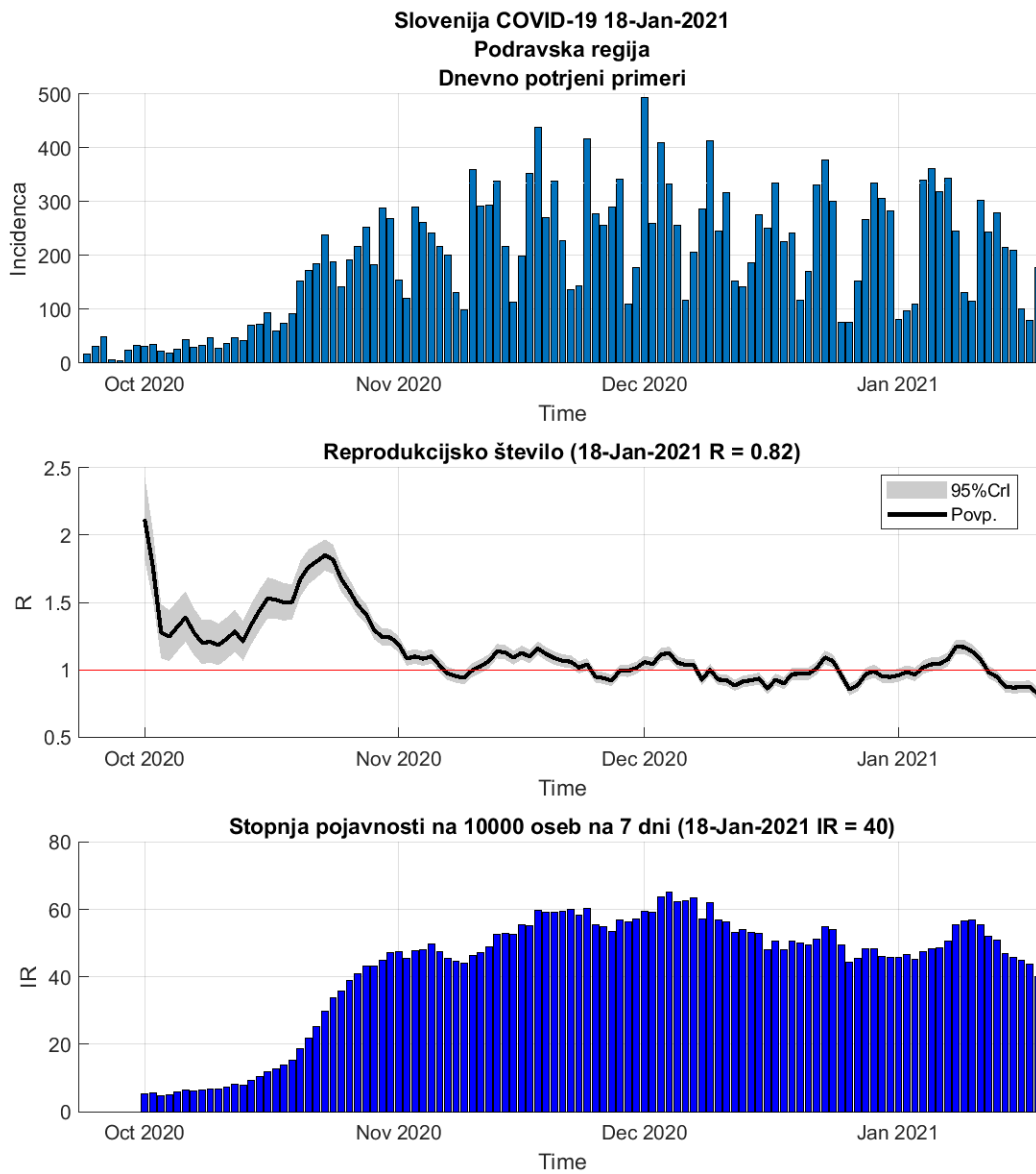 Slovenija COVID-19 18-Jan-2021
Podravska regija
Dnevno potrjeni primeri
500
400
300
200
100
0
Incidenca
Oct 2020 Nov 2020 Dec 2020 Jan 2021
Time
Reprodukcijsko število (18-Jan-2021 R = 0.82)
2.5
2
1.5
1
0.5
R
95%CrI
Povp.
Oct 2020 Nov 2020 Dec 2020 Jan 2021
Time
Stopnja pojavnosti na 10000 oseb na 7 dni (18-Jan-2021 IR = 40)
80
60
40
20
0
IR
Oct 2020 Nov 2020 Dec 2020 Jan 2021
Time